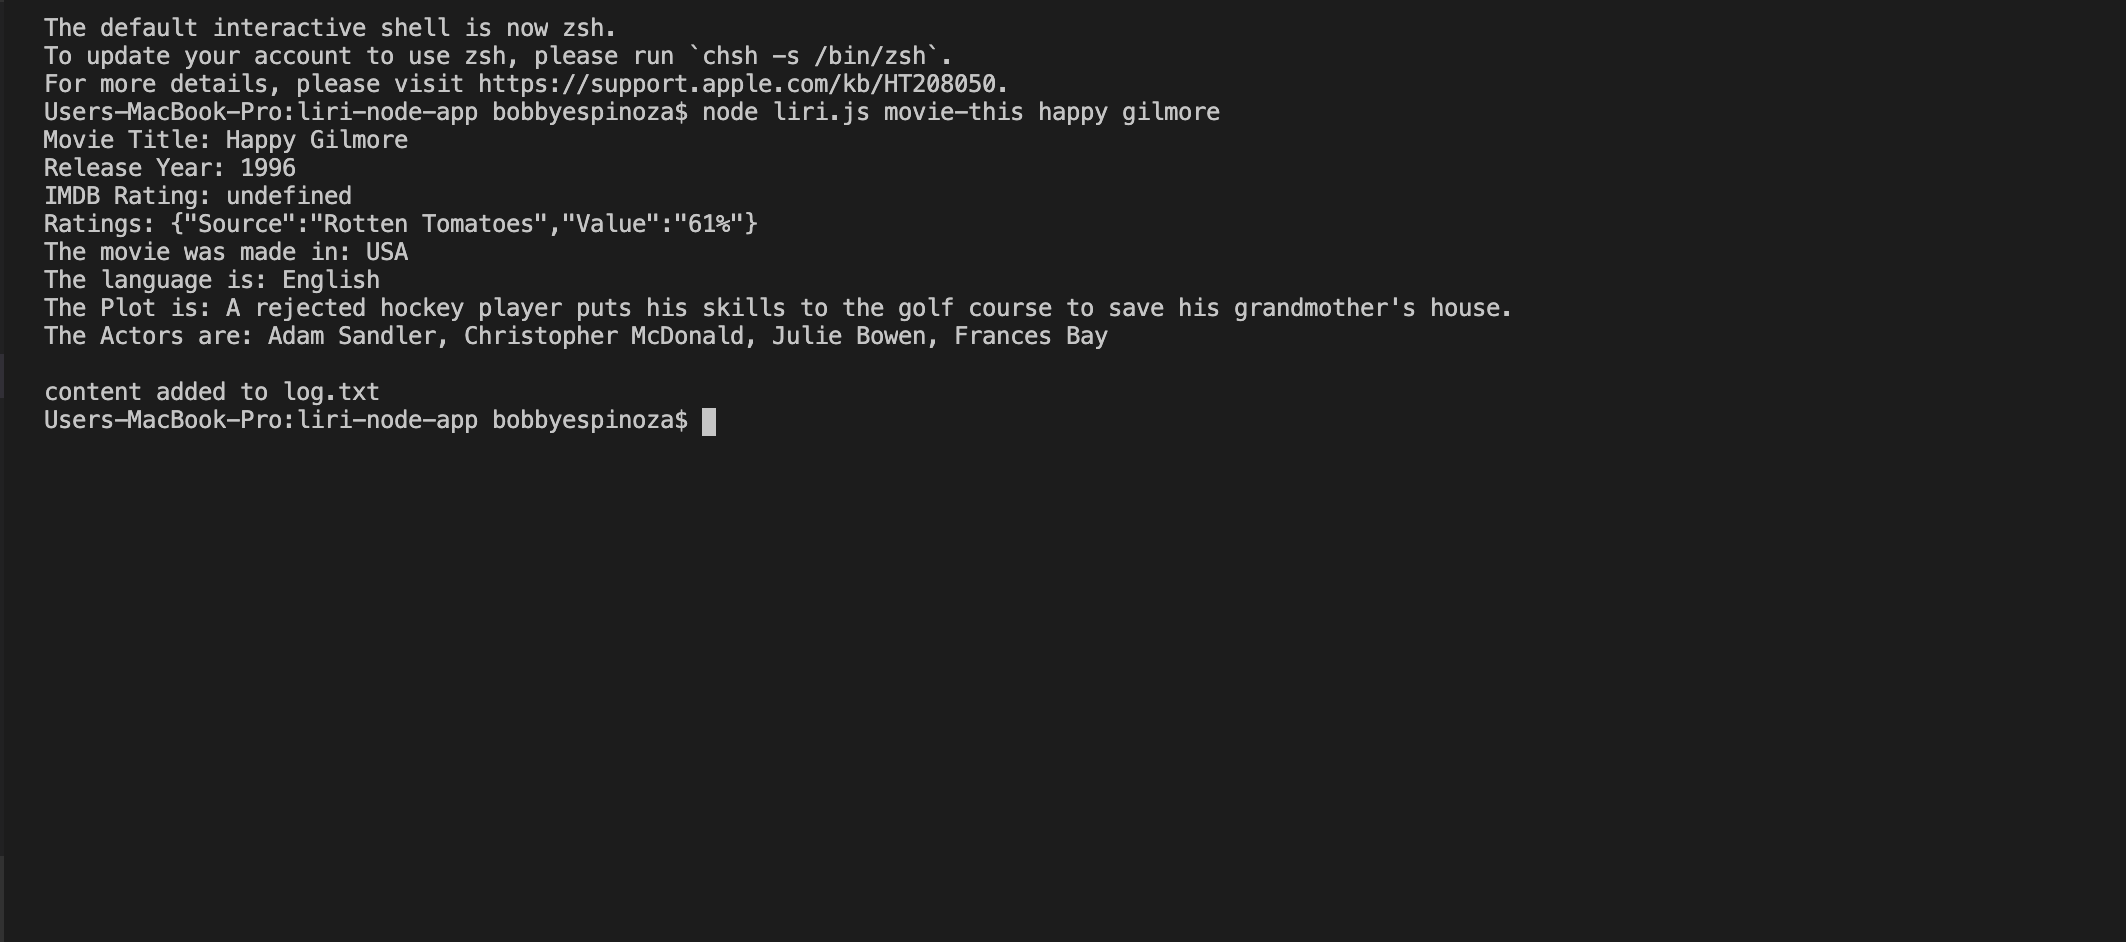 The default interactive shell is now zsh.
To update your account to use zsh, please run `chsh -s /bin/zsh`.
For more details, please visit https://support.apple.com/kb/HT208050.
Users-MacBook-Pro:liri-node-app bobbyespinoza$ node liri.js movie-this happy gilmore
Movie Title: Happy Gilmore
Release Year: 1996
IMDB Rating: undefined
Ratings: {"Source":"Rotten Tomatoes","Value":"61%"}
The movie was made in: USA
The language is: English
The Plot is: A rejected hockey player puts his skills to the golf course to save his grandmother's house.
The Actors are: Adam Sandler, Christopher McDonald, Julie Bowen, Frances Bay
content added to log.txt
Users-MacBook-Pro:liri-node-app bobbyespinoza$